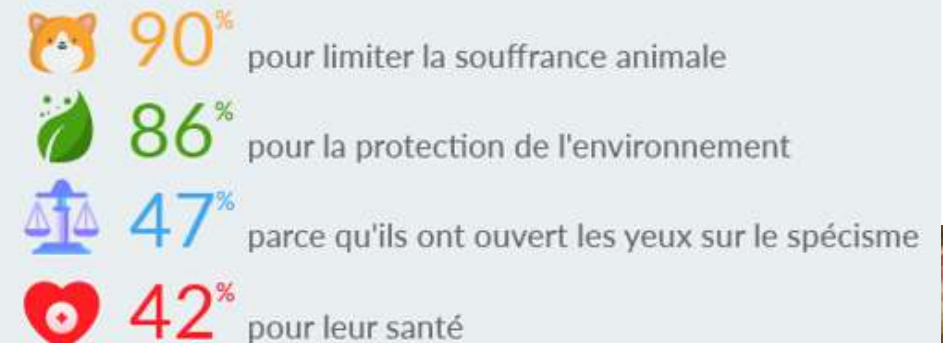 90% pour limiter la souffrance animale
86% pour la protection de l'environnement
47% parce qu'ils ont ouvert les yeux sur le spécisme
42% pour leur santé